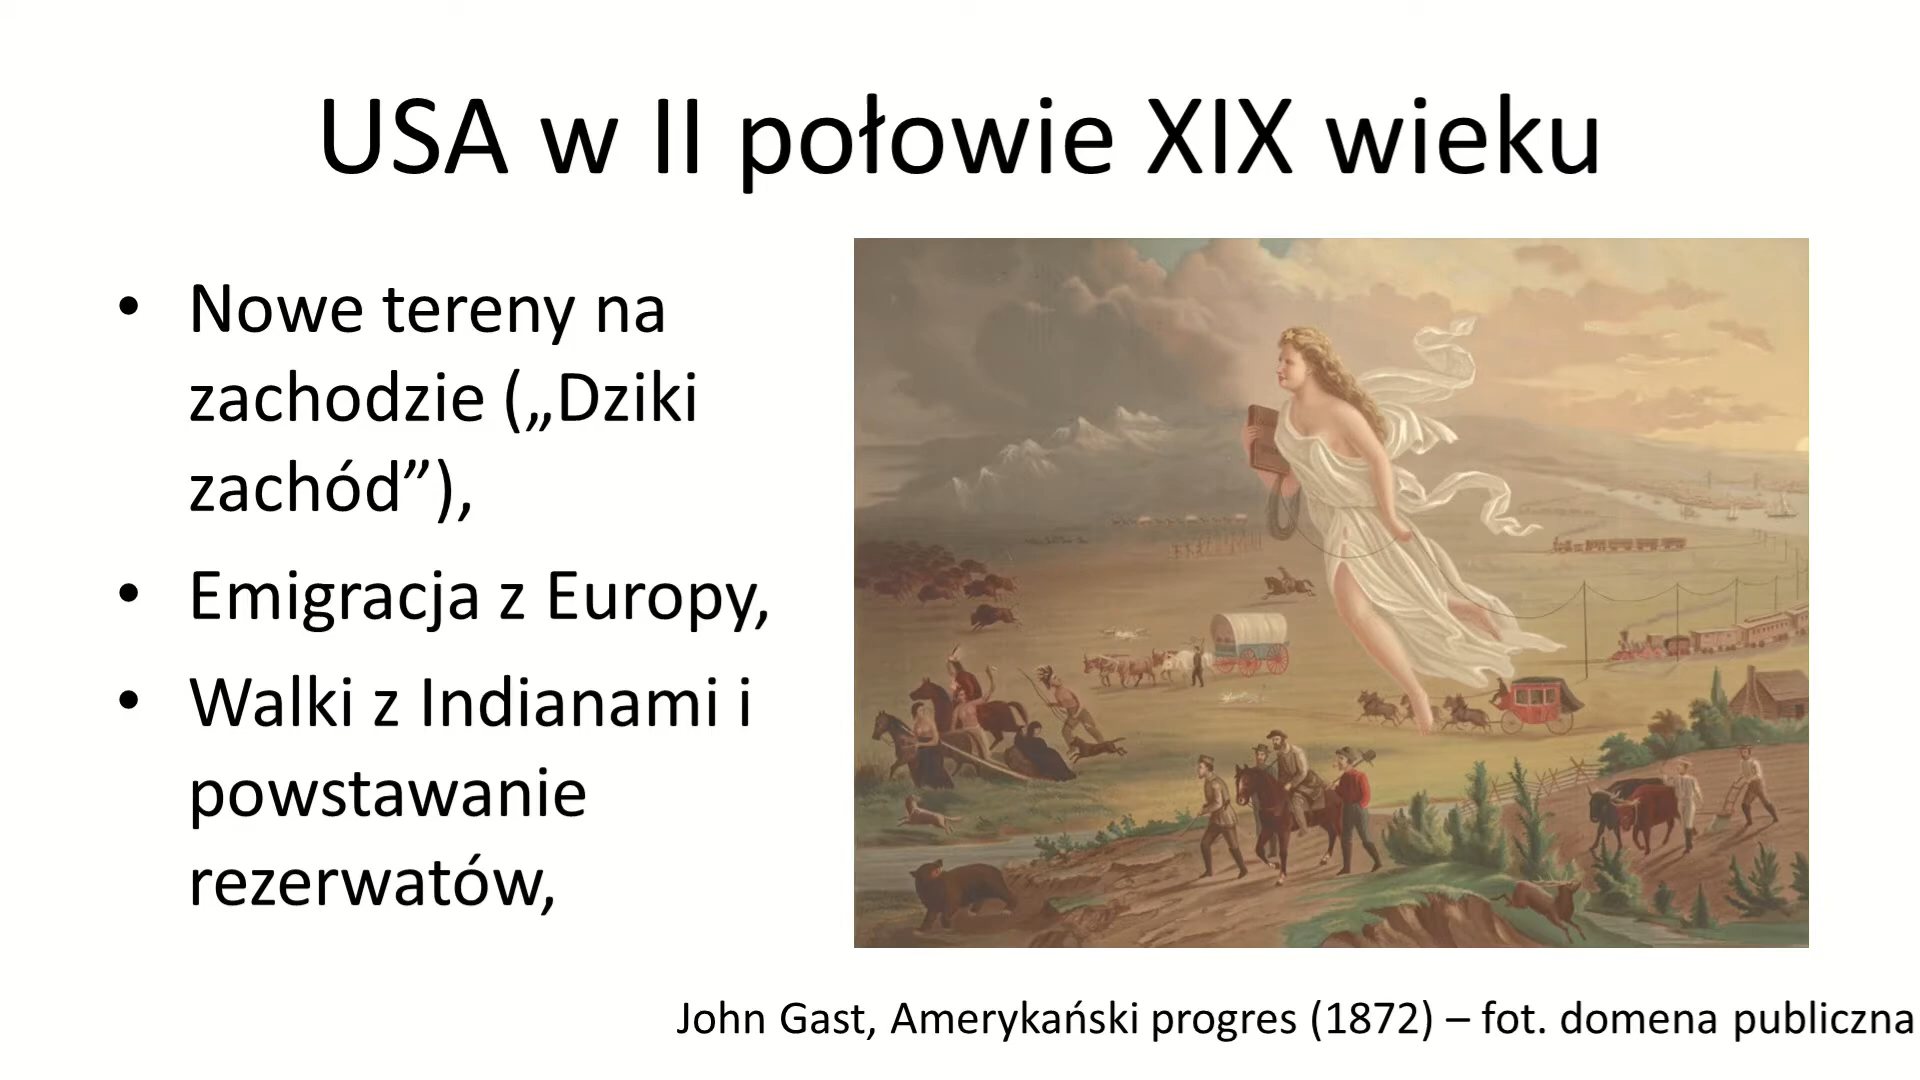 USA w II połowie XIX wieku
• Nowe tereny na
zachodzie („Dziki
zachód”),
• Emigracja z Europy,
• Walki z Indianami i
powstawanie
rezerwatów,
John Gast, Amerykański progres (1872) – fot. domena publiczna